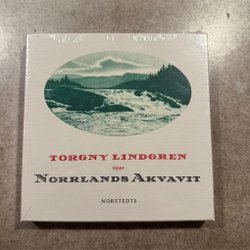 TORGNY LINDGREN
läser
NORRLANDS AKVAVIT
NORSTEDTS